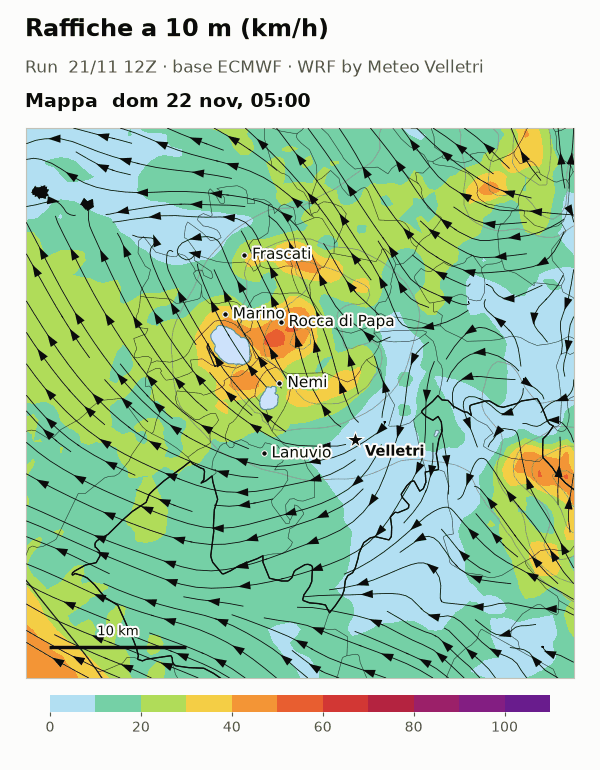 Raffiche a 10 m (km/h)
Run 21/11 12Z · base ECMWF · WRF by Meteo Velletri
Mappa dom 22 nov, 05:00
Frascati
Marino
Rocca di Papa
Nemi
Velletri
Lanuvio
10 km
0 20 40 60 80 100